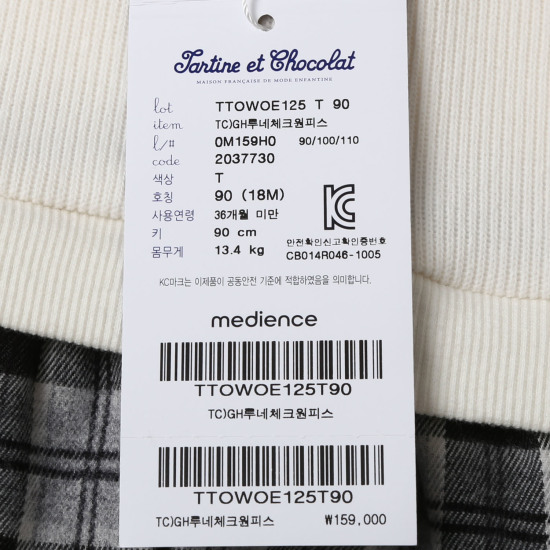 Tartine et Chocolat
MAISON FRANÇAISE DE MODE ENFANTINE
lot TTOWOE125 T 90
item TC)GH루네체크원피스
l/# 0M159H0 90/100/110
code 2037730
색상 T
호칭 90 (18M)
사용연령 36개월 미만
키 90 cm
몸무게 13.4 kg
안전확인신고확인증번호
CB014R046-1005
KC마크는 이제품이 공동안전 기준에 적합하였음을 의미합니다.
medience
TTOWOE125T90
TC)GH루네체크원피스
TTOWOE125T90
TC)GH루네체크원피스 ₩159,000